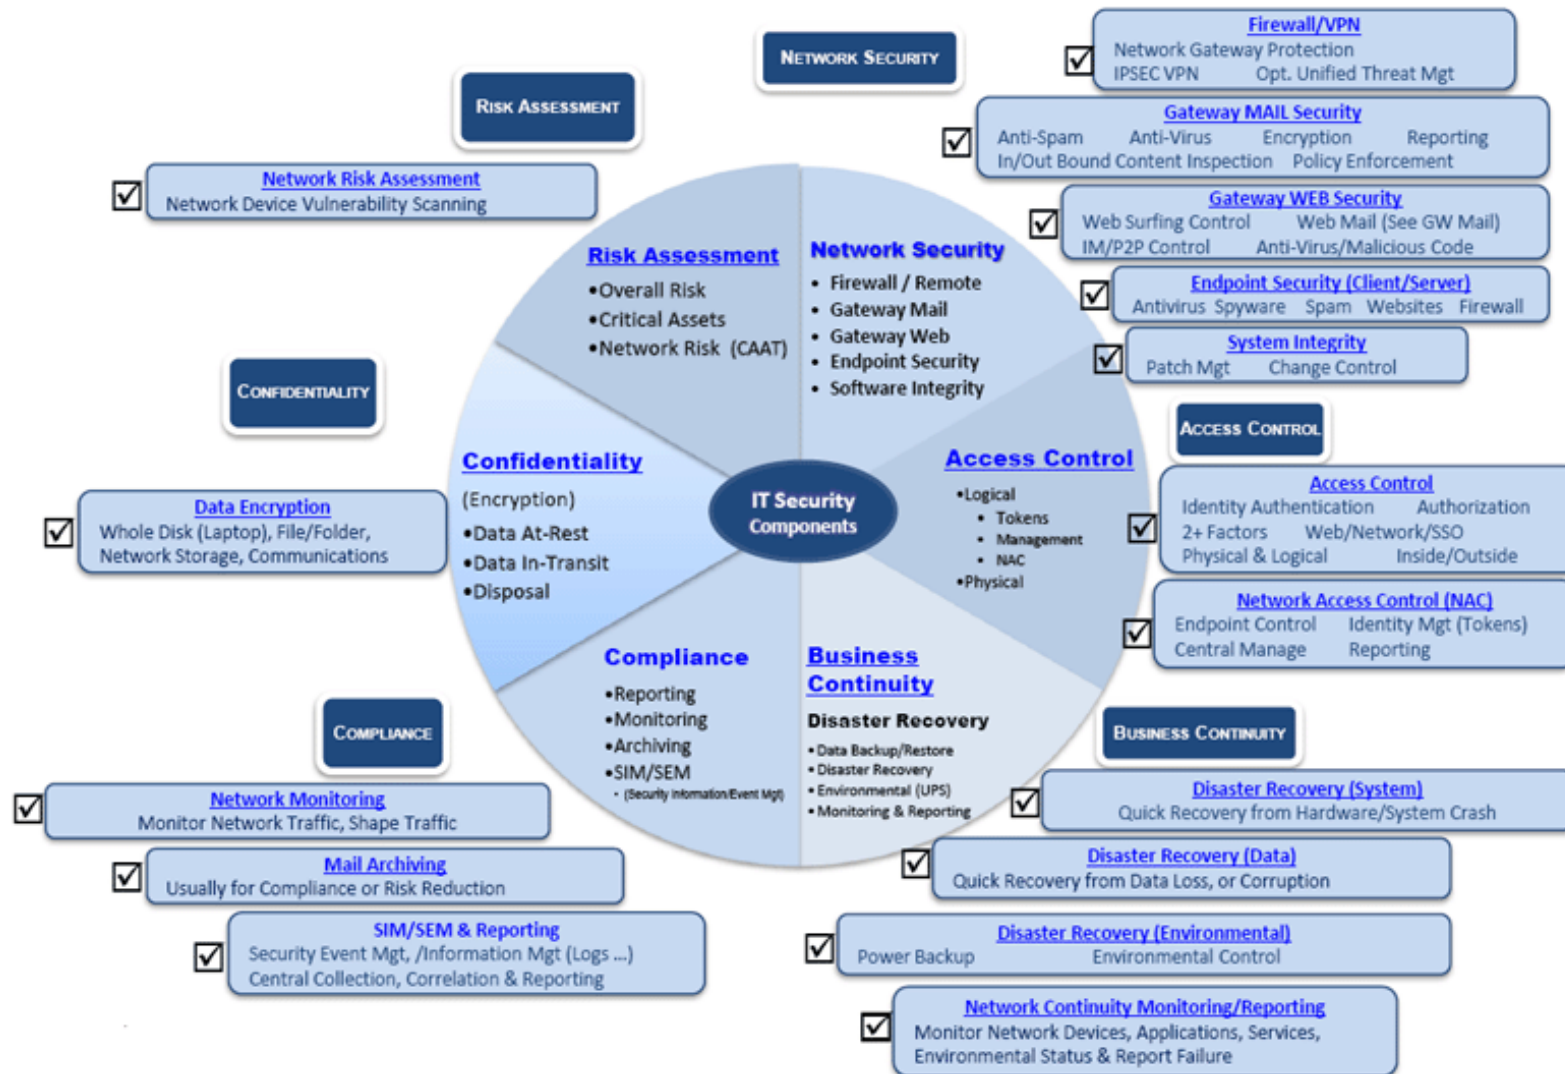 NETWORK SECURITY
Firewall/VPN
Network Gateway Protection
IPSEC VPN Opt. Unified Threat Mgt
Gateway MAIL Security
Anti-Spam Anti-Virus Encryption Reporting
In/Out Bound Content Inspection Policy Enforcement
Gateway WEB Security
Web Surfing Control Web Mail (See GW Mail)
IM/P2P Control Anti-Virus/Malicious Code
Endpoint Security (Client/Server)
Antivirus Spyware Spam Websites Firewall
System Integrity
Patch Mgt Change Control
RISK ASSESSMENT
Network Risk Assessment
Network Device Vulnerability Scanning
Risk Assessment
•Overall Risk
•Critical Assets
•Network Risk (CAAT)
Network Security
• Firewall / Remote
• Gateway Mail
• Gateway Web
• Endpoint Security
• Software Integrity
CONFIDENTIALITY
Data Encryption
Whole Disk (Laptop), File/Folder,
Network Storage, Communications
Confidentiality
(Encryption)
•Data At-Rest
•Data In-Transit
•Disposal
IT Security
Components
Access Control
•Logical
• Tokens
• Management
• NAC
•Physical
ACCESS CONTROL
Access Control
Identity Authentication Authorization
2+ Factors Web/Network/SSO
Physical & Logical Inside/Outside
Network Access Control (NAC)
Endpoint Control Identity Mgt (Tokens)
Central Manage Reporting
Compliance
•Reporting
•Monitoring
•Archiving
•SIM/SEM
• (Security Information/Event Mgt)
Business
Continuity
Disaster Recovery
• Data Backup/Restore
• Disaster Recovery
• Environmental (UPS)
• Monitoring & Reporting
COMPLIANCE
Network Monitoring
Monitor Network Traffic, Shape Traffic
Mail Archiving
Usually for Compliance or Risk Reduction
SIM/SEM & Reporting
Security Event Mgt, /Information Mgt (Logs ...)
Central Collection, Correlation & Reporting
BUSINESS CONTINUITY
Disaster Recovery (System)
Quick Recovery from Hardware/System Crash
Disaster Recovery (Data)
Quick Recovery from Data Loss, or Corruption
Disaster Recovery (Environmental)
Power Backup Environmental Control
Network Continuity Monitoring/Reporting
Monitor Network Devices, Applications, Services,
Environmental Status & Report Failure